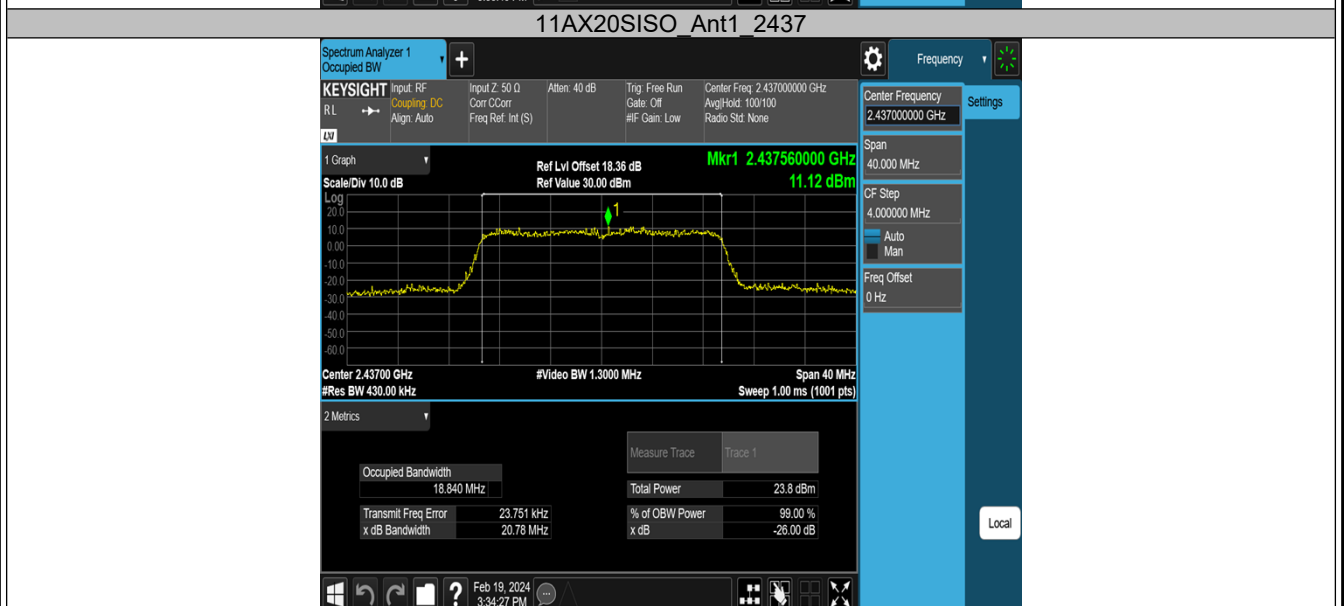 11AX20SISO_Ant1_2437
Spectrum Analyzer 1
Occupied BW
+
Frequency
KEYSIGHT
RL
LXI
Input: RF
Coupling: DC
Align: Auto
Input Z: 50 Ω
Corr CCorr
Freq Ref: Int (S)
Atten: 40 dB
Trig: Free Run
Gate: Off
#IF Gain: Low
Center Freq: 2.437000000 GHz
Avg|Hold: 100/100
Radio Std: None
Center Frequency
2.437000000 GHz
Settings
Span
40.000 MHz
CF Step
4.000000 MHz
Auto
Man
Freq Offset
0 Hz
1 Graph
Scale/Div 10.0 dB
Ref Lvl Offset 18.36 dB
Ref Value 30.00 dBm
Mkr1 2.437560000 GHz
11.12 dBm
Log
20.0
10.0
0.00
-10.0
-20.0
-30.0
-40.0
-50.0
-60.0
1
Center 2.43700 GHz
#Res BW 430.00 kHz
#Video BW 1.3000 MHz
Span 40 MHz
Sweep 1.00 ms (1001 pts)
2 Metrics
Measure Trace Trace 1
Occupied Bandwidth
18.840 MHz
Total Power 23.8 dBm
Transmit Freq Error 23.751 kHz
% of OBW Power 99.00 %
x dB Bandwidth 20.78 MHz
x dB -26.00 dB
Local
?
Feb 19, 2024
3:34:27 PM